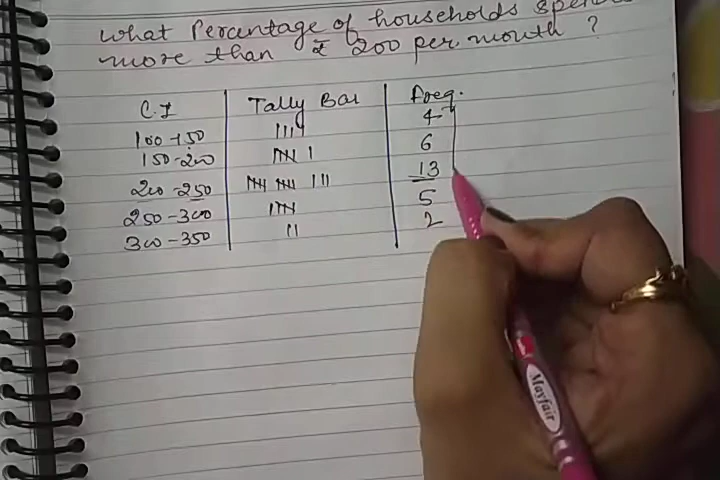 what Percentage of households spends
more than ₹ 200 per month ?
C.I Tally Bar Freq.
100-150 |||| 4
150-200 |||| | 6
200-250 |||| |||| ||| 13
250-300 |||| 5
300-350 || 2
Mayfair